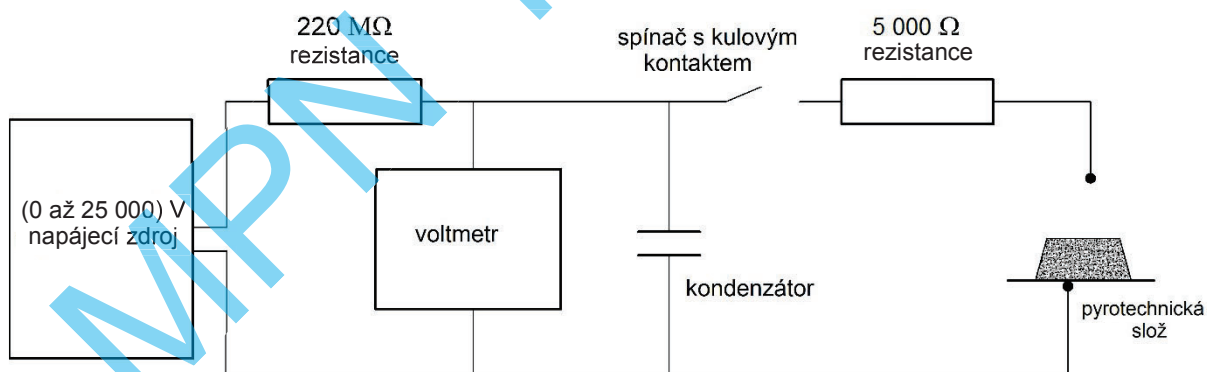 220 MΩ
rezistance
spínač s kulovým
kontaktem
5 000 Ω
rezistance
(0 až 25 000) V
napájecí zdroj
voltmetr
kondenzátor
pyrotechnická
slož
MPN